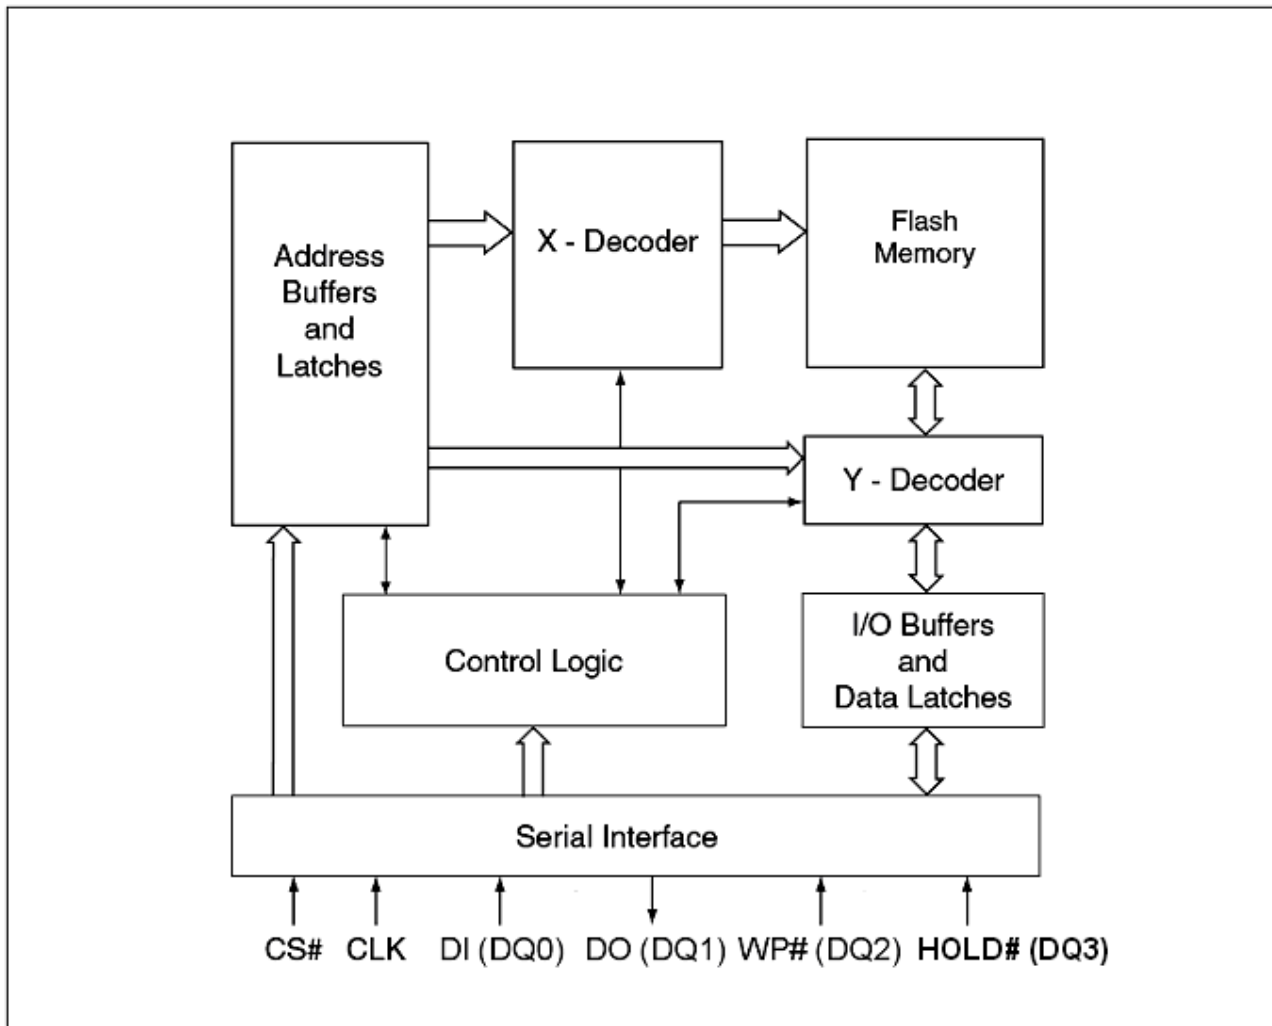 Address
Buffers
and
Latches
X - Decoder
Flash
Memory
Y - Decoder
Control Logic
I/O Buffers
and
Data Latches
Serial Interface
CS# CLK DI (DQ0) DO (DQ1) WP# (DQ2) HOLD# (DQ3)